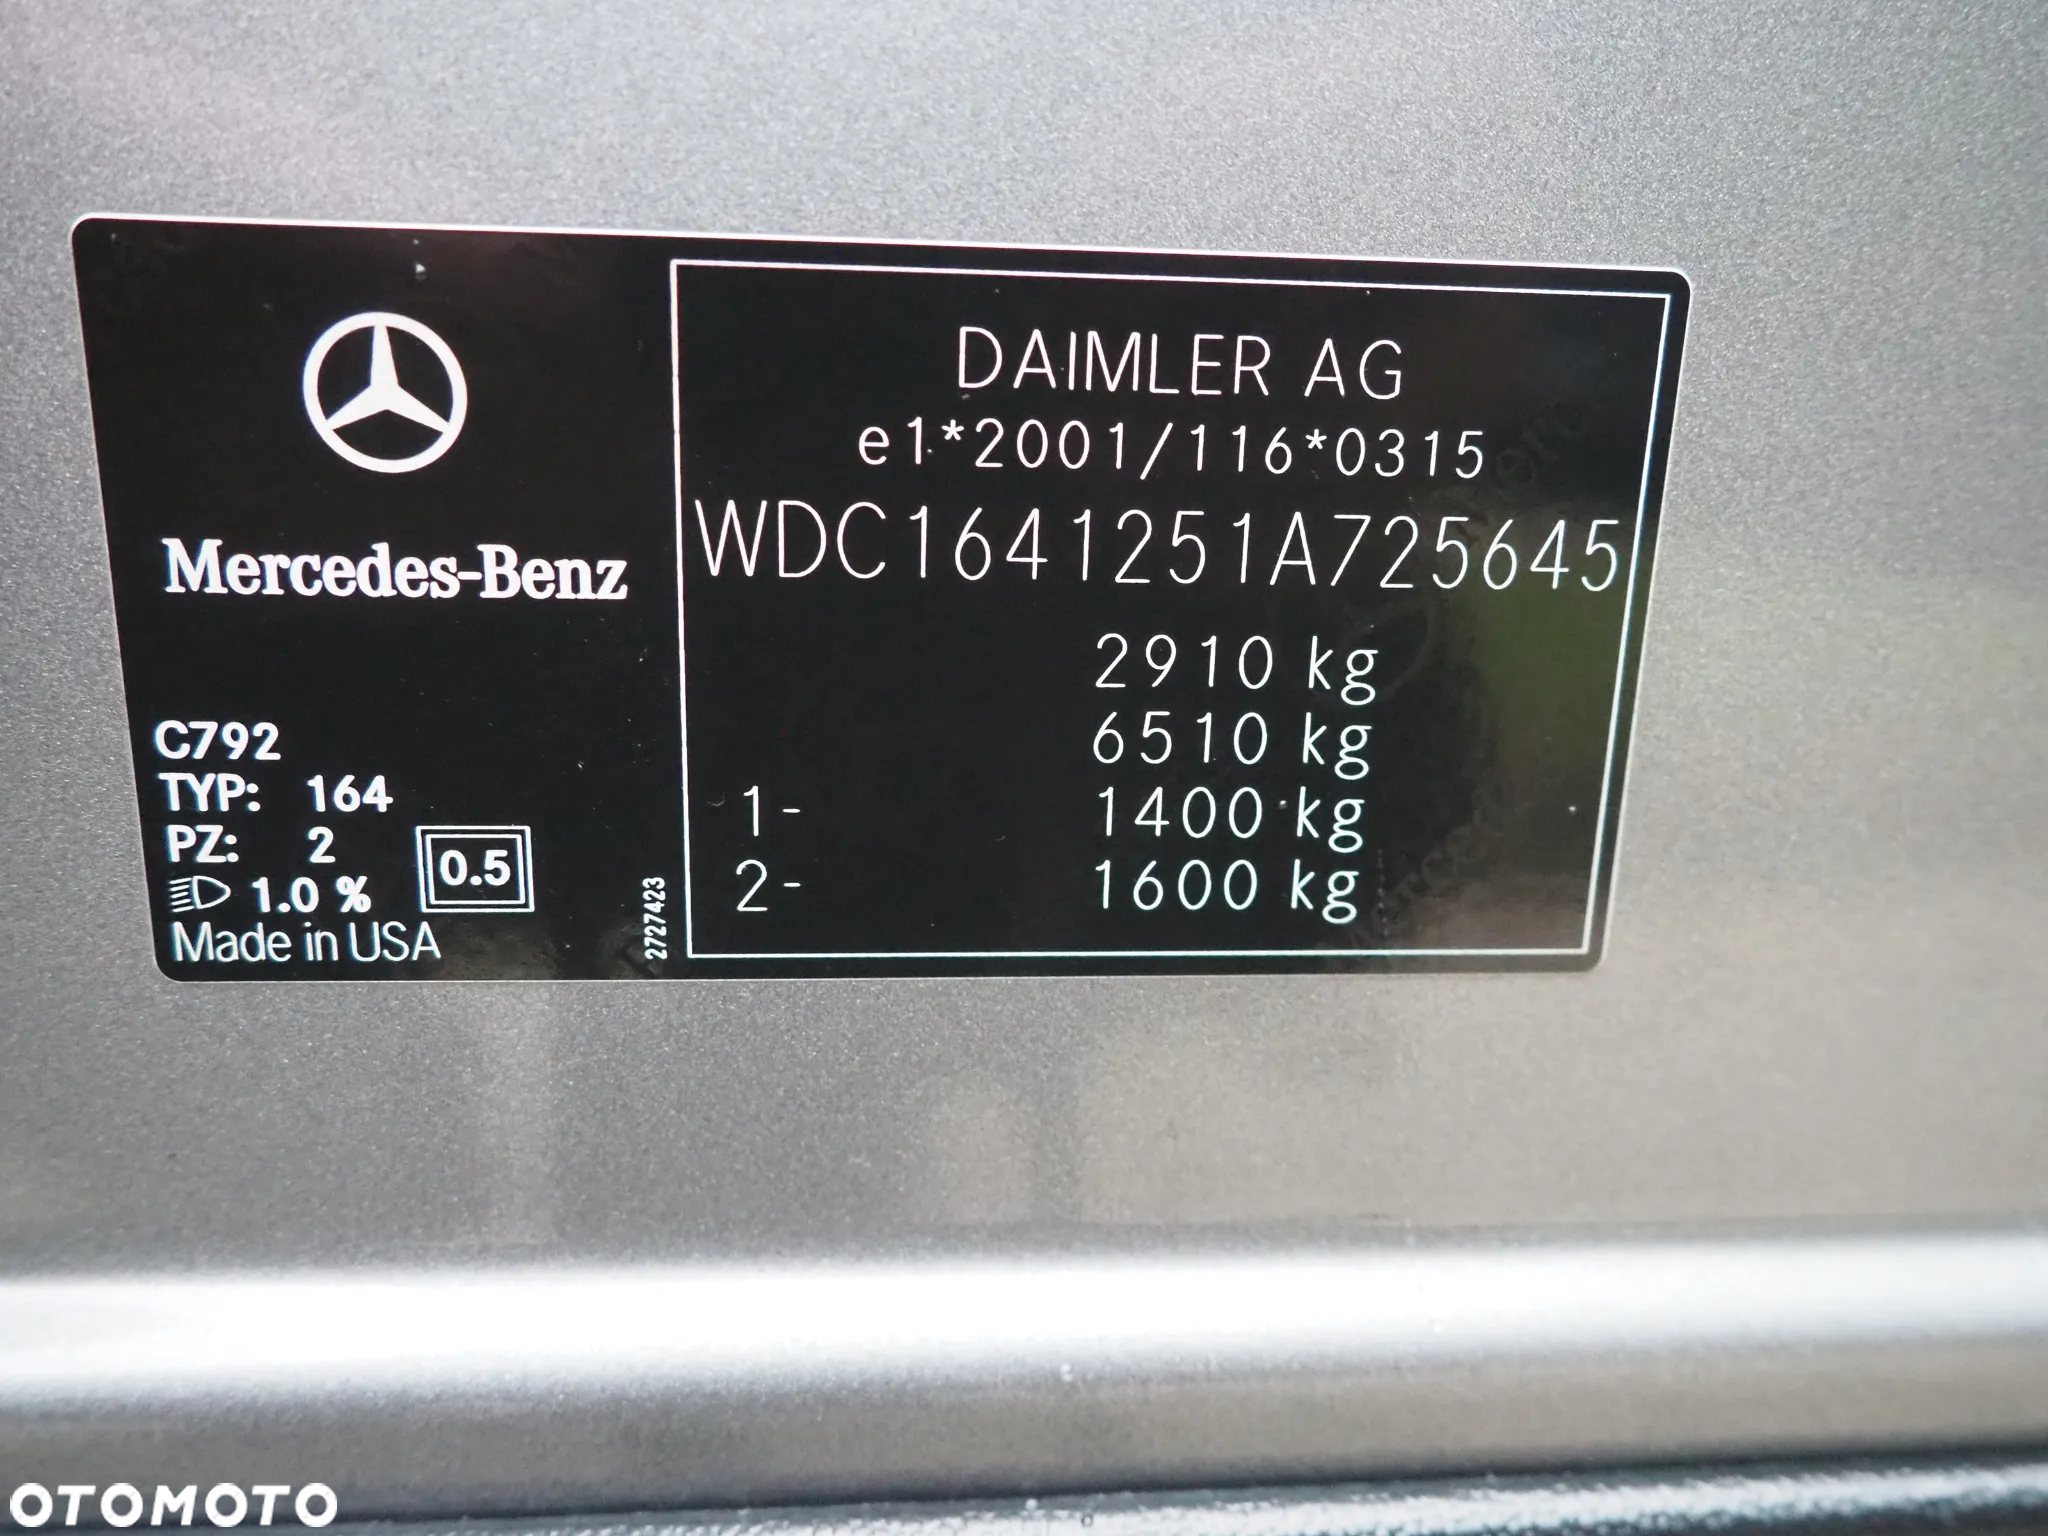 Mercedes-Benz
C792
TYP: 164
PZ: 2
1.0 %
0.5
Made in USA
2727423
DAIMLER AG
e1*2001/116*0315
WDC1641251A725645
2910 kg
6510 kg
1- 1400 kg
2- 1600 kg
OTOMOTO